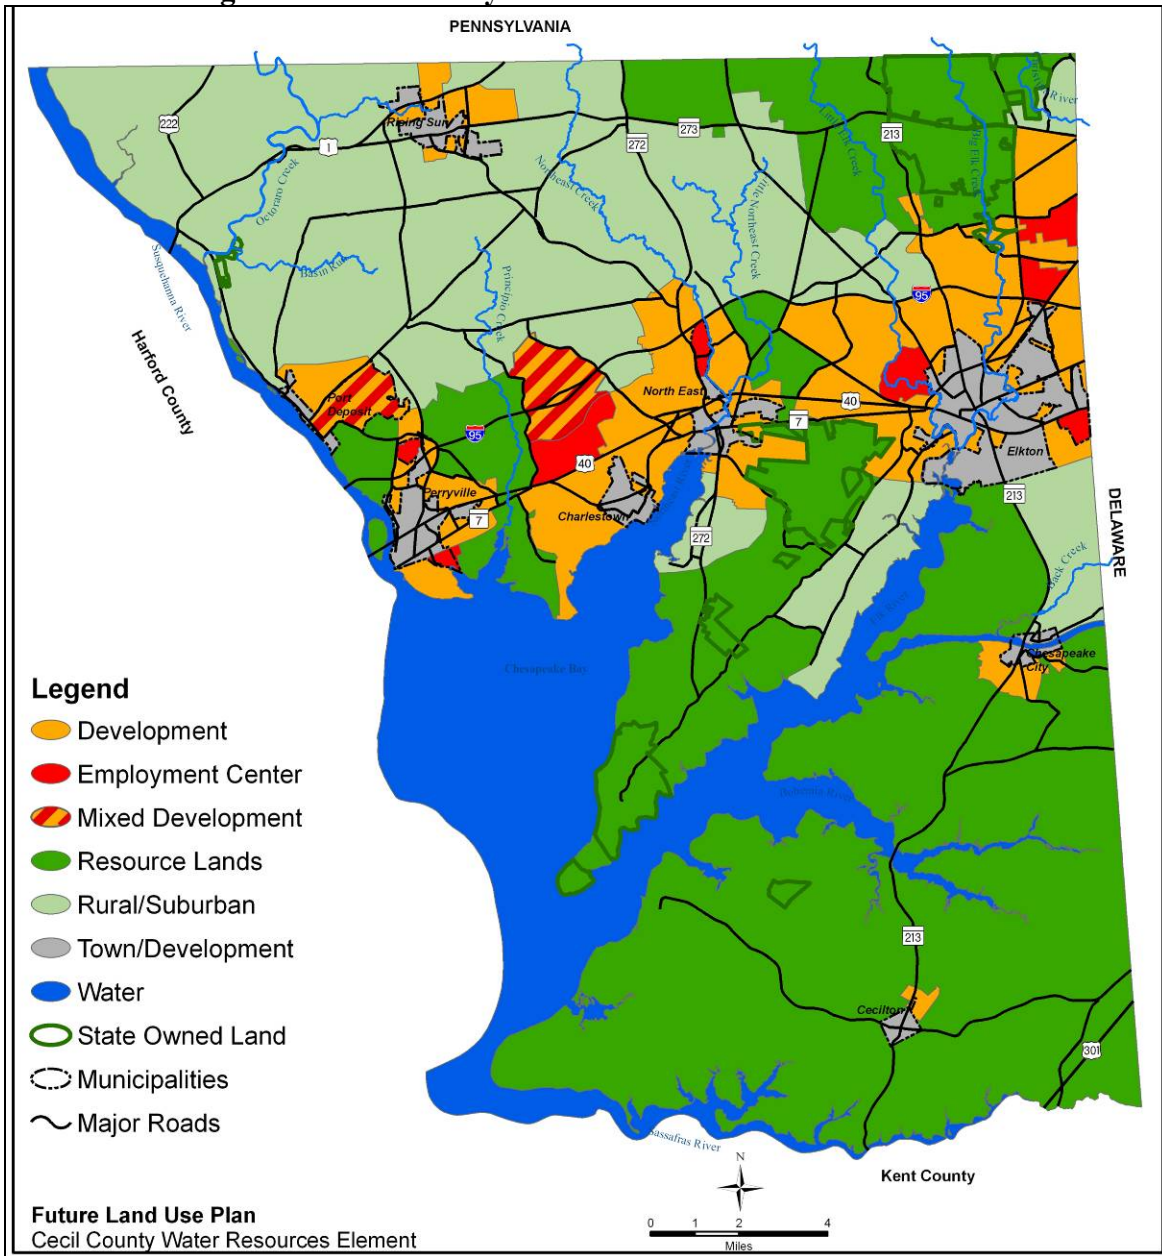 PENNSYLVANIA
222
1
Rising Sun
272
273
213
Little Elk Creek
Big Elk Creek
River
Northeast Creek
Little Northeast Creek
Octoraro Creek
Basin Run
Principio Creek
Susquehanna River
Harford County
95
Port
Deposit
North East
40
7
95
40
Elkton
Perryville
7
Charlestown
213
272
DELAWARE
Back Creek
Elk River
Chesapeake
City
Chesapeake Bay
Bohemia River
Legend
Development
Employment Center
Mixed Development
Resource Lands
Rural/Suburban
Town/Development
Water
State Owned Land
Municipalities
Major Roads
213
Cecilton
301
Sassafras River
N
Kent County
Future Land Use Plan
Cecil County Water Resources Element
0 1 2 4
Miles